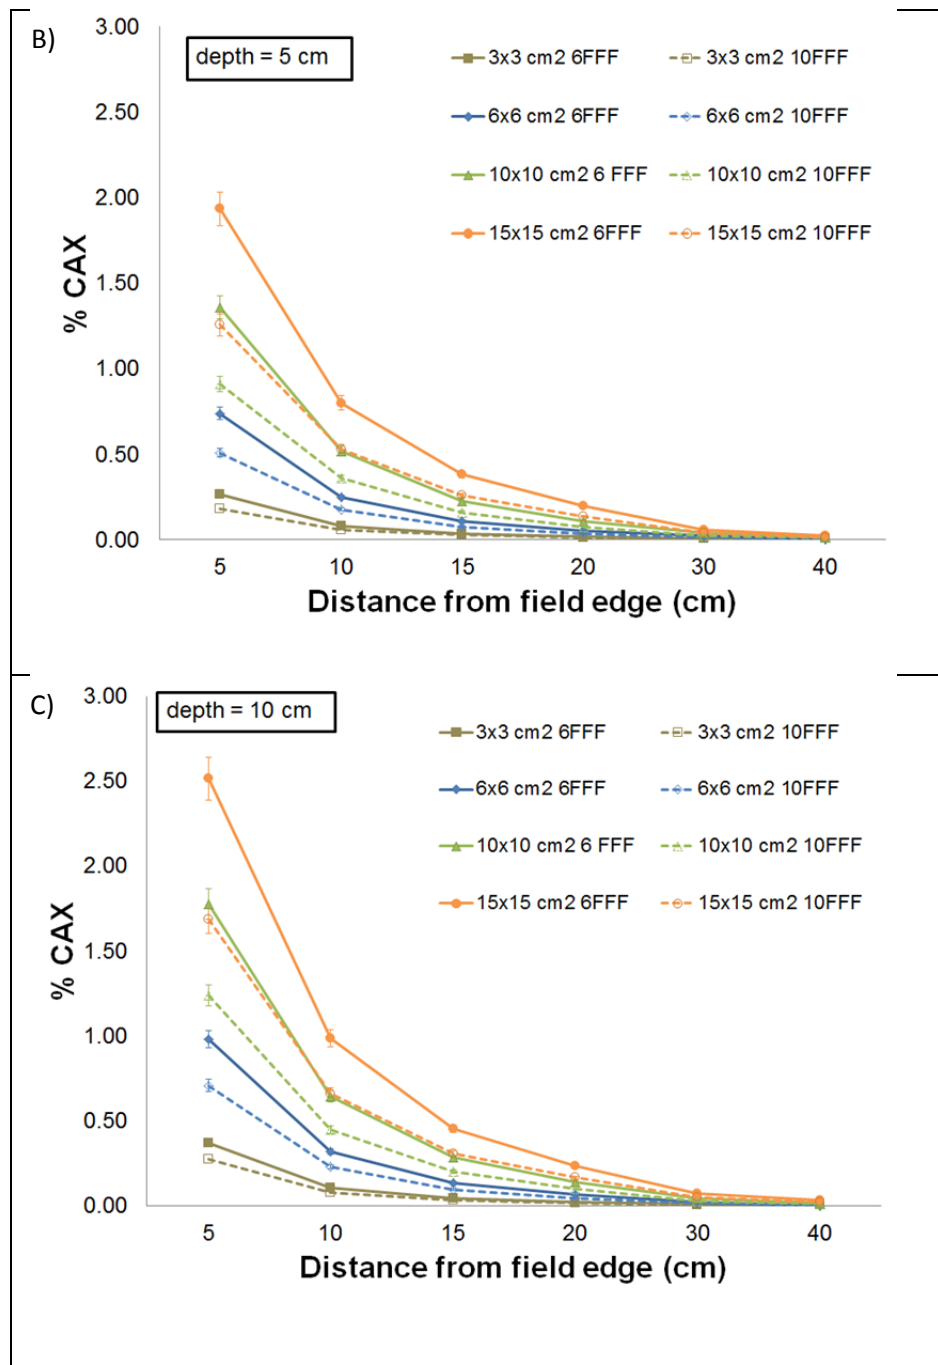 B)
3.00
depth = 5 cm
3x3 cm2 6FFF
3x3 cm2 10FFF
2.50
6x6 cm2 6FFF
6x6 cm2 10FFF
10x10 cm2 6 FFF
10x10 cm2 10FFF
2.00
15x15 cm2 6FFF
15x15 cm2 10FFF
% CAX
1.50
1.00
0.50
0.00
5 10 15 20 30 40
Distance from field edge (cm)
C)
3.00
depth = 10 cm
3x3 cm2 6FFF
3x3 cm2 10FFF
2.50
6x6 cm2 6FFF
6x6 cm2 10FFF
10x10 cm2 6 FFF
10x10 cm2 10FFF
2.00
15x15 cm2 6FFF
15x15 cm2 10FFF
% CAX
1.50
1.00
0.50
0.00
5 10 15 20 30 40
Distance from field edge (cm)